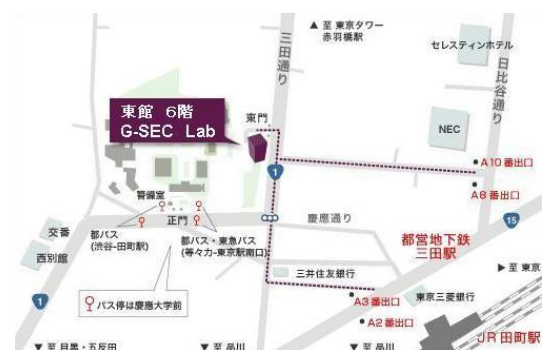 ▲ 至 東京タワー
赤羽橋駅
三田通り
セレスティンホテル
日比谷通り
東館 6階
G-SEC Lab
東門
NEC
1
A10 番出口
A8 番出口
警備室
正門
慶應通り
15
交番
西別館
都バス
(渋谷-田町駅)
都バス・東急バス
(等々力-東京駅南口)
都営地下鉄
三田駅
三井住友銀行
▶ 至 東京
1
バス停は慶応大学前
A3 番出口
東京三菱銀行
A2 番出口
JR 田町駅
▼ 至 目黒・五反田
▼ 至 品川
▼ 至 品川